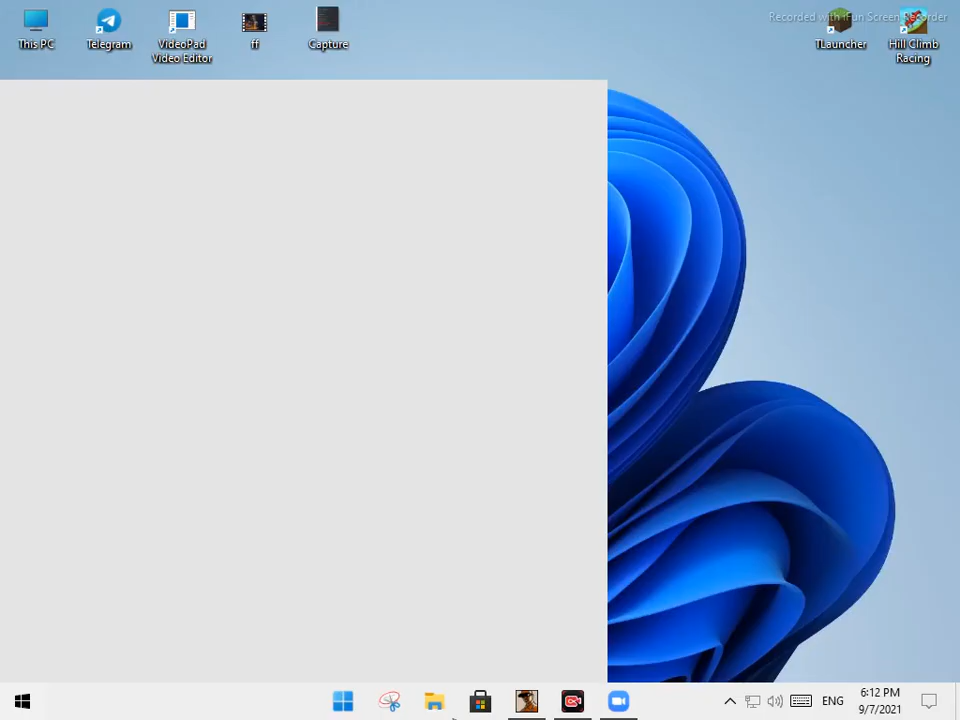 Recorded with iFun Screen Recorder
This PC
Telegram
VideoPad
Video Editor
ff
Capture
TLauncher
Hill Climb
Racing
ENG
6:12 PM
9/7/2021